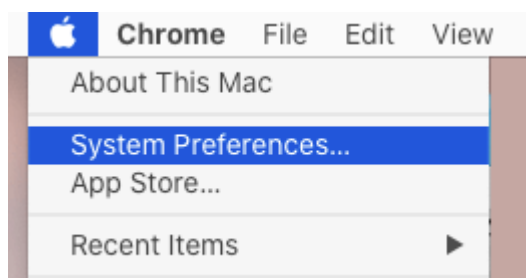 Chrome File Edit View
About This Mac
System Preferences...
App Store...
Recent Items